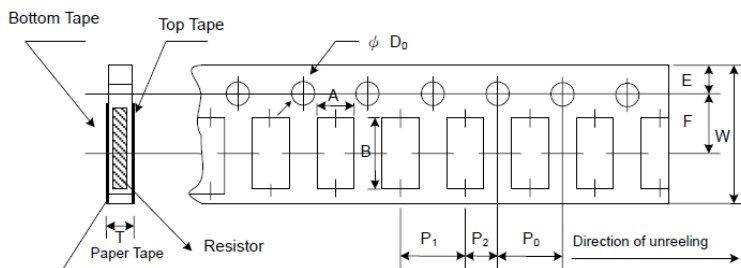 Bottom Tape
Top Tape
ϕ D₀
A
E
F
W
B
T
Paper Tape
Resistor
P₁
P₂
P₀
Direction of unreeling